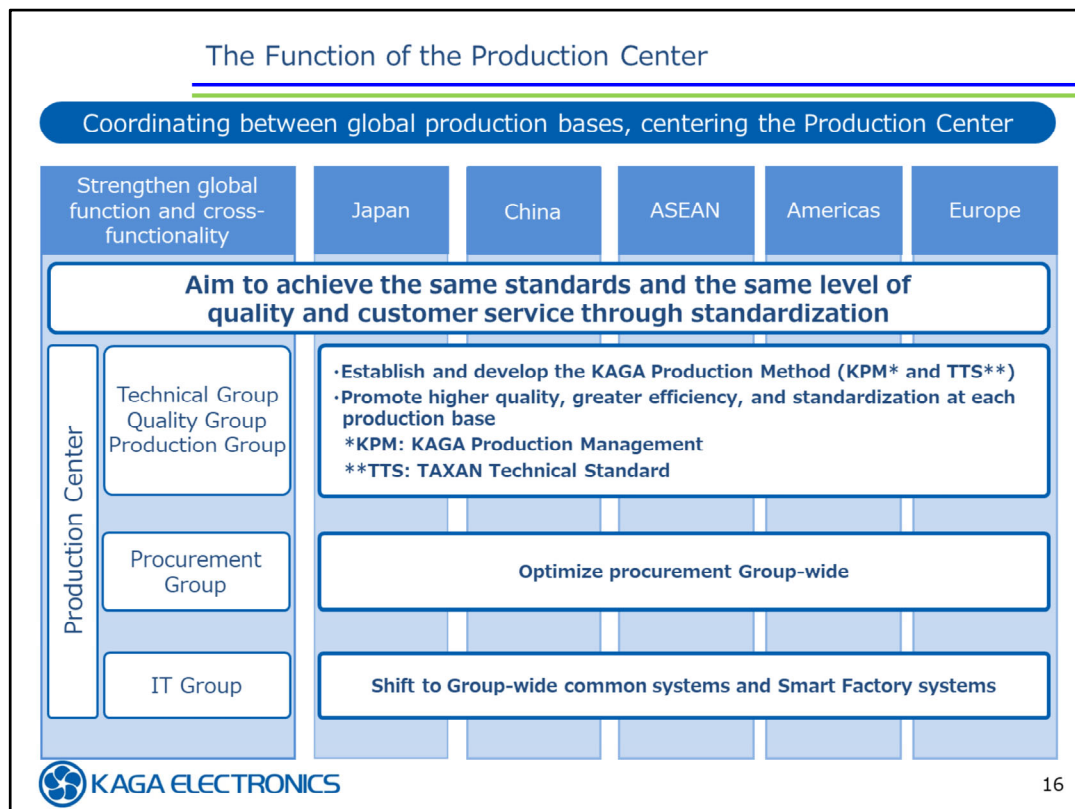 The Function of the Production Center
Coordinating between global production bases, centering the Production Center
Strengthen global
function and cross-
functionality
Japan
China
ASEAN
Americas
Europe
Aim to achieve the same standards and the same level of
quality and customer service through standardization
Production Center
Technical Group
Quality Group
Production Group
・Establish and develop the KAGA Production Method (KPM* and TTS**)
・Promote higher quality, greater efficiency, and standardization at each
production base
*KPM: KAGA Production Management
**TTS: TAXAN Technical Standard
Procurement
Group
Optimize procurement Group-wide
IT Group
Shift to Group-wide common systems and Smart Factory systems
KAGA ELECTRONICS
16